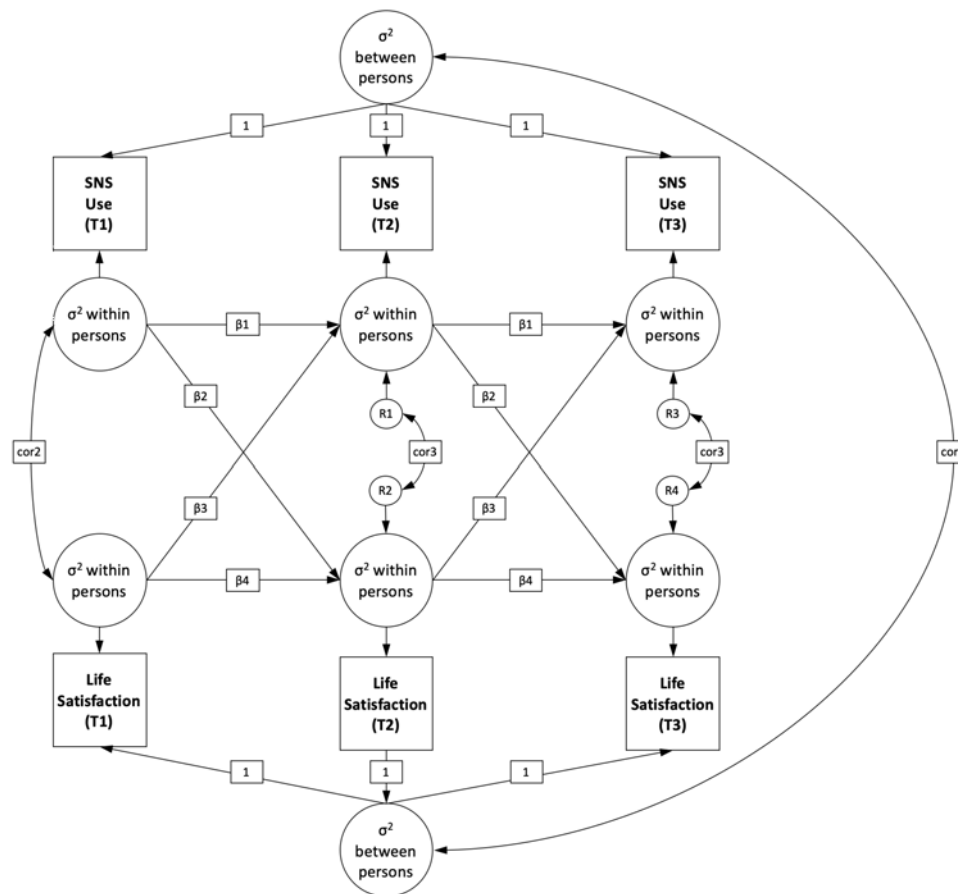 σ²
between
persons
1
1
1
SNS
Use
(T1)
SNS
Use
(T2)
SNS
Use
(T3)
σ² within
persons
β1
σ² within
persons
β1
σ² within
persons
β2
β2
R1
R3
cor2
cor3
cor3
cor
R2
R4
β3
β3
σ² within
persons
β4
σ² within
persons
β4
σ² within
persons
Life
Satisfaction
(T1)
Life
Satisfaction
(T2)
Life
Satisfaction
(T3)
1
1
1
σ²
between
persons